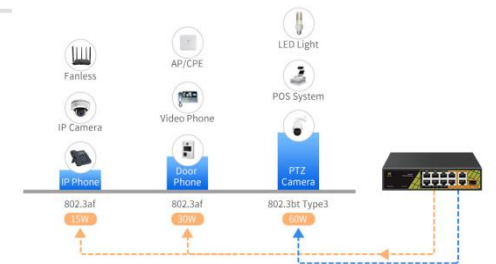 LED Light
AP/CPE
Fanless
POS System
Video Phone
IP Camera
IP Phone
Door
Phone
PTZ
Camera
802.3af
802.3af
802.3bt Type3
15W
30W
60W